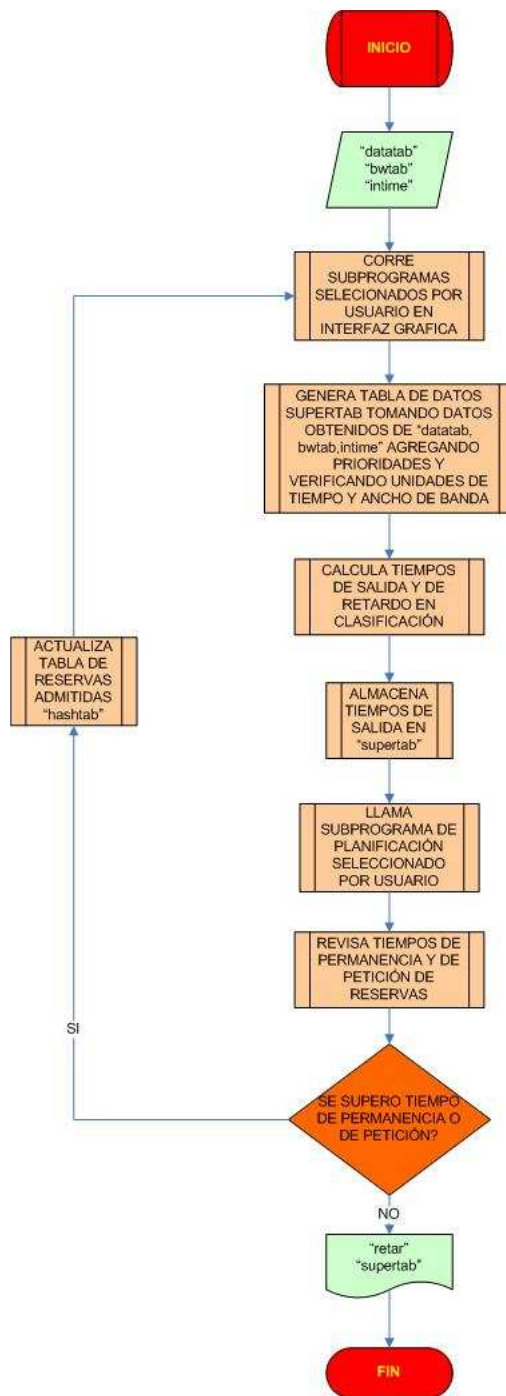 INICIO
“datatab”
“bwtab”
“intime”
CORRE
SUBPROGRAMAS
SELECIONADOS POR
USUARIO EN
INTERFAZ GRAFICA
GENERA TABLA DE DATOS
SUPERTAB TOMANDO DATOS
OBTENIDOS DE “datatab,
bwtab,intime” AGREGANDO
PRIORIDADES Y
VERIFICANDO UNIDADES DE
TIEMPO Y ANCHO DE BANDA
CALCULA TIEMPOS
DE SALIDA Y DE
RETARDO EN
CLASIFICACIÓN
ACTUALIZA
TABLA DE
RESERVAS
ADMITIDAS
“hashtab”
ALMACENA
TIEMPOS DE
SALIDA EN
“supertab”
LLAMA
SUBPROGRAMA DE
PLANIFICACIÓN
SELECCIONADO
POR USUARIO
REVISA TIEMPOS DE
PERMANENCIA Y DE
PETICIÓN DE
RESERVAS
SI
SE SUPERO TIEMPO
DE PERMANENCIA O
DE PETICIÓN?
NO
“retar”
“supertab”
FIN